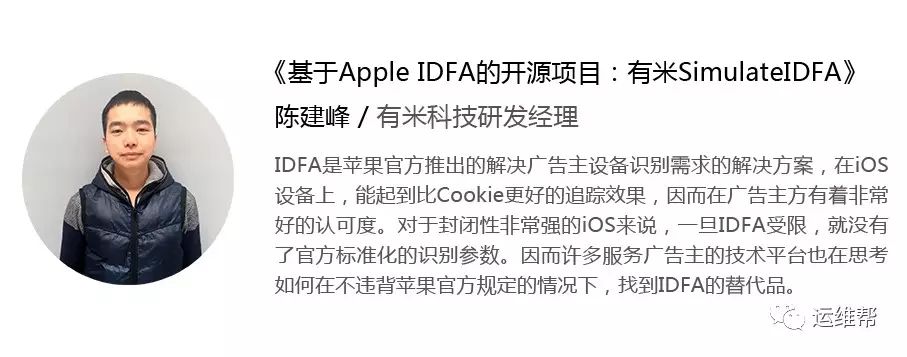 《基于Apple IDFA的开源项目：有米SimulateIDFA》
陈建峰 / 有米科技研发经理
IDFA是苹果官方推出的解决广告主设备识别需求的解决方案，在iOS
设备上，能起到比Cookie更好的追踪效果，因而在广告主方有着非常
好的认可度。对于封闭性非常强的iOS来说，一旦IDFA受限，就没有
了官方标准化的识别参数。因而许多服务广告主的技术平台也在思考
如何在不违背苹果官方规定的情况下，找到IDFA的替代品。
运维帮